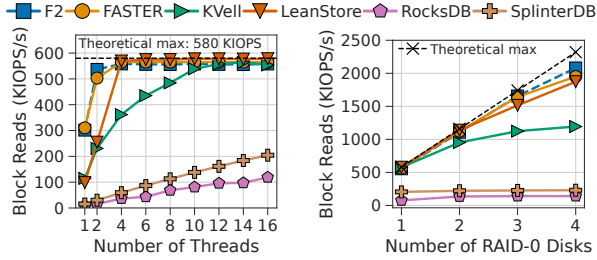 F2 FASTER KVell LeanStore RocksDB SplinterDB
Theoretical max: 580 KIOPS
Block Reads (KIOPS/s)
600
500
400
300
200
100
0
1 2 4 6 8 10 12 14 16
Number of Threads
Theoretical max
Block Reads (KIOPS/s)
2500
2000
1500
1000
500
0
1 2 3 4
Number of RAID-0 Disks